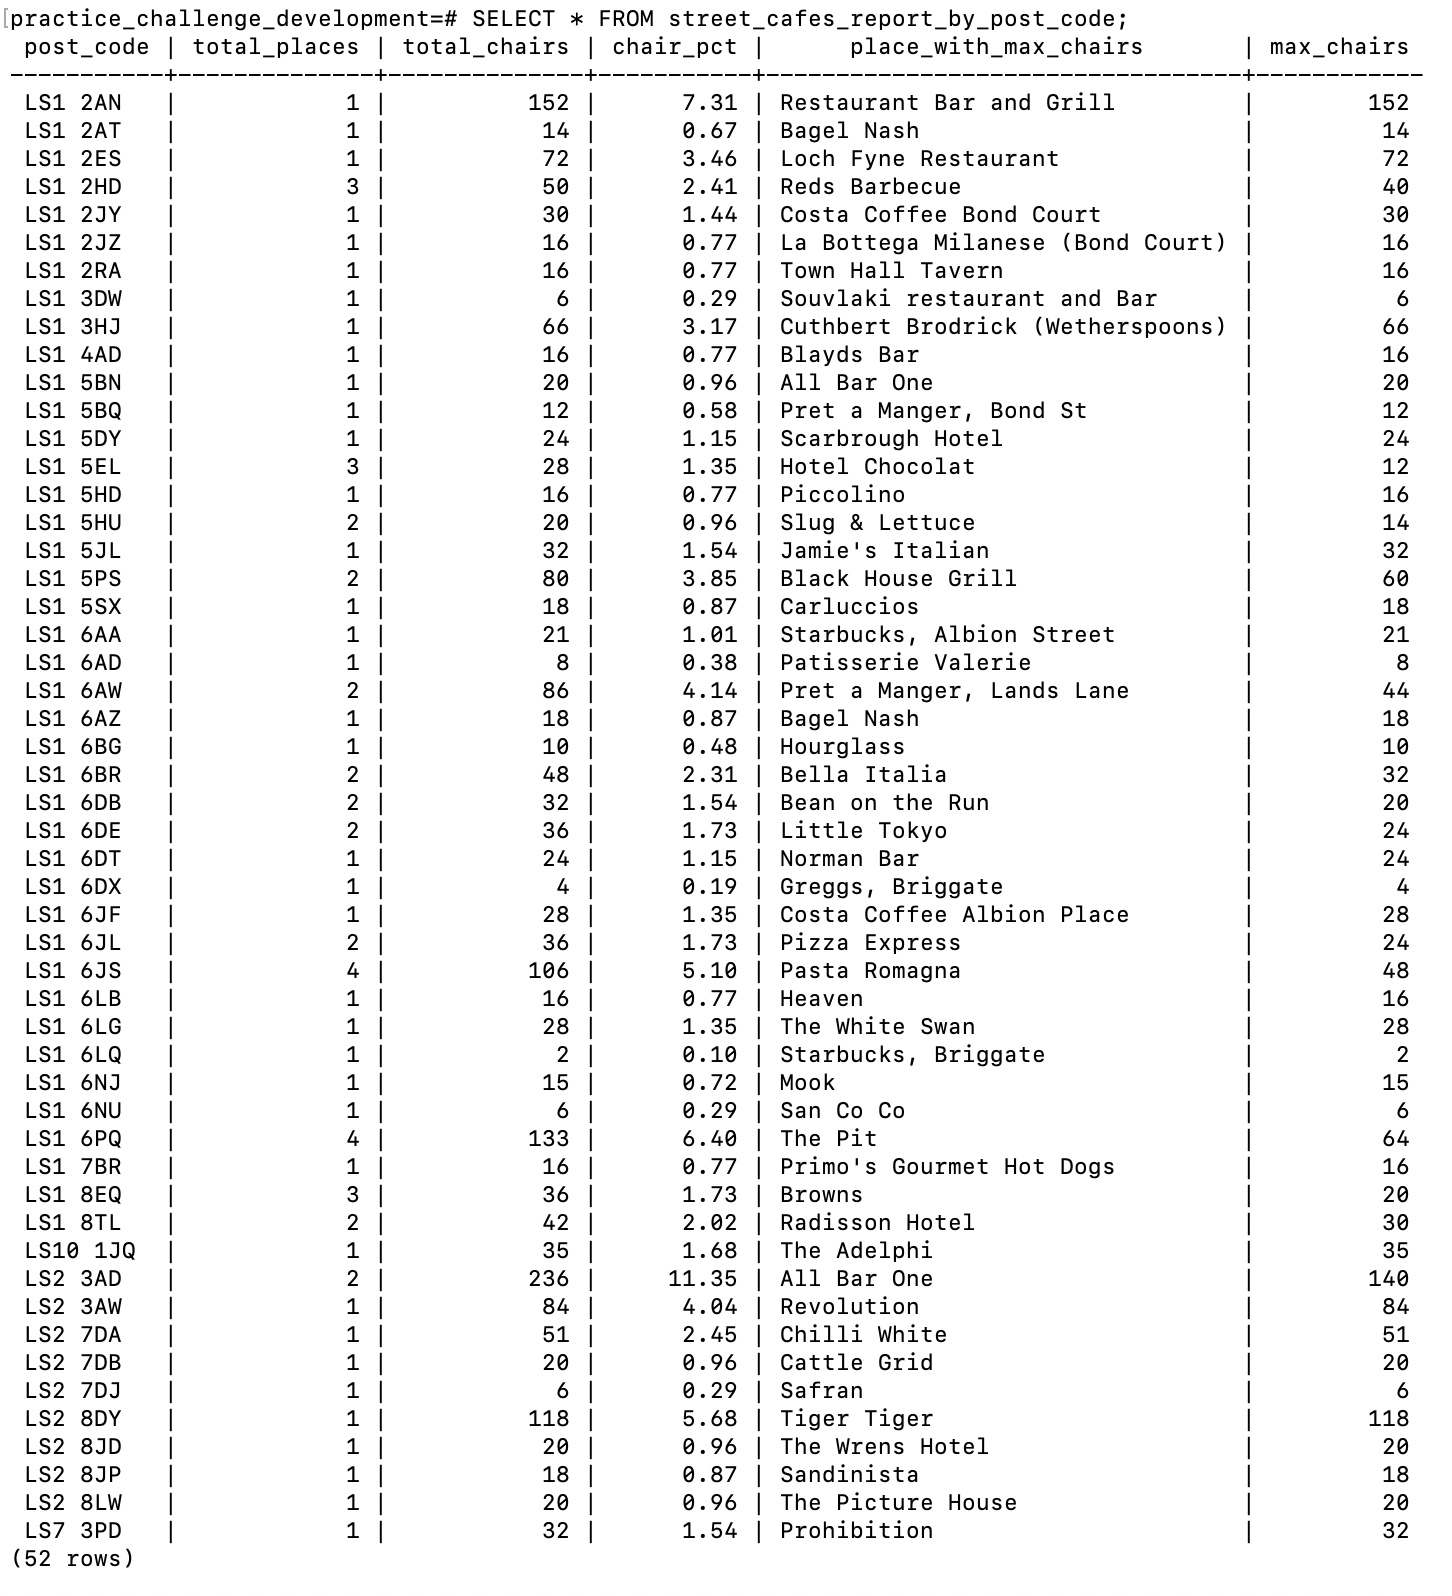 practice_challenge_development=# SELECT * FROM street_cafes_report_by_post_code;
 post_code | total_places | total_chairs | chair_pct |      place_with_max_chairs       | max_chairs
-----------+--------------+--------------+-----------+----------------------------------+------------
 LS1 2AN   |            1 |          152 |      7.31 | Restaurant Bar and Grill         |        152
 LS1 2AT   |            1 |           14 |      0.67 | Bagel Nash                       |         14
 LS1 2ES   |            1 |           72 |      3.46 | Loch Fyne Restaurant             |         72
 LS1 2HD   |            3 |           50 |      2.41 | Reds Barbecue                    |         40
 LS1 2JY   |            1 |           30 |      1.44 | Costa Coffee Bond Court          |         30
 LS1 2JZ   |            1 |           16 |      0.77 | La Bottega Milanese (Bond Court) |         16
 LS1 2RA   |            1 |           16 |      0.77 | Town Hall Tavern                 |         16
 LS1 3DW   |            1 |            6 |      0.29 | Souvlaki restaurant and Bar      |          6
 LS1 3HJ   |            1 |           66 |      3.17 | Cuthbert Brodrick (Wetherspoons) |         66
 LS1 4AD   |            1 |           16 |      0.77 | Blayds Bar                       |         16
 LS1 5BN   |            1 |           20 |      0.96 | All Bar One                      |         20
 LS1 5BQ   |            1 |           12 |      0.58 | Pret a Manger, Bond St           |         12
 LS1 5DY   |            1 |           24 |      1.15 | Scarbrough Hotel                 |         24
 LS1 5EL   |            3 |           28 |      1.35 | Hotel Chocolat                   |         12
 LS1 5HD   |            1 |           16 |      0.77 | Piccolino                        |         16
 LS1 5HU   |            2 |           20 |      0.96 | Slug & Lettuce                   |         14
 LS1 5JL   |            1 |           32 |      1.54 | Jamie's Italian                  |         32
 LS1 5PS   |            2 |           80 |      3.85 | Black House Grill                |         60
 LS1 5SX   |            1 |           18 |      0.87 | Carluccios                       |         18
 LS1 6AA   |            1 |           21 |      1.01 | Starbucks, Albion Street         |         21
 LS1 6AD   |            1 |            8 |      0.38 | Patisserie Valerie               |          8
 LS1 6AW   |            2 |           86 |      4.14 | Pret a Manger, Lands Lane        |         44
 LS1 6AZ   |            1 |           18 |      0.87 | Bagel Nash                       |         18
 LS1 6BG   |            1 |           10 |      0.48 | Hourglass                        |         10
 LS1 6BR   |            2 |           48 |      2.31 | Bella Italia                     |         32
 LS1 6DB   |            2 |           32 |      1.54 | Bean on the Run                  |         20
 LS1 6DE   |            2 |           36 |      1.73 | Little Tokyo                     |         24
 LS1 6DT   |            1 |           24 |      1.15 | Norman Bar                       |         24
 LS1 6DX   |            1 |            4 |      0.19 | Greggs, Briggate                 |          4
 LS1 6JF   |            1 |           28 |      1.35 | Costa Coffee Albion Place        |         28
 LS1 6JL   |            2 |           36 |      1.73 | Pizza Express                    |         24
 LS1 6JS   |            4 |          106 |      5.10 | Pasta Romagna                    |         48
 LS1 6LB   |            1 |           16 |      0.77 | Heaven                           |         16
 LS1 6LG   |            1 |           28 |      1.35 | The White Swan                   |         28
 LS1 6LQ   |            1 |            2 |      0.10 | Starbucks, Briggate              |          2
 LS1 6NJ   |            1 |           15 |      0.72 | Mook                             |         15
 LS1 6NU   |            1 |            6 |      0.29 | San Co Co                        |          6
 LS1 6PQ   |            4 |          133 |      6.40 | The Pit                          |         64
 LS1 7BR   |            1 |           16 |      0.77 | Primo's Gourmet Hot Dogs         |         16
 LS1 8EQ   |            3 |           36 |      1.73 | Browns                           |         20
 LS1 8TL   |            2 |           42 |      2.02 | Radisson Hotel                   |         30
 LS10 1JQ  |            1 |           35 |      1.68 | The Adelphi                      |         35
 LS2 3AD   |            2 |          236 |     11.35 | All Bar One                      |        140
 LS2 3AW   |            1 |           84 |      4.04 | Revolution                       |         84
 LS2 7DA   |            1 |           51 |      2.45 | Chilli White                     |         51
 LS2 7DB   |            1 |           20 |      0.96 | Cattle Grid                      |         20
 LS2 7DJ   |            1 |            6 |      0.29 | Safran                           |          6
 LS2 8DY   |            1 |          118 |      5.68 | Tiger Tiger                      |        118
 LS2 8JD   |            1 |           20 |      0.96 | The Wrens Hotel                  |         20
 LS2 8JP   |            1 |           18 |      0.87 | Sandinista                       |         18
 LS2 8LW   |            1 |           20 |      0.96 | The Picture House                |         20
 LS7 3PD   |            1 |           32 |      1.54 | Prohibition                      |         32
(52 rows)